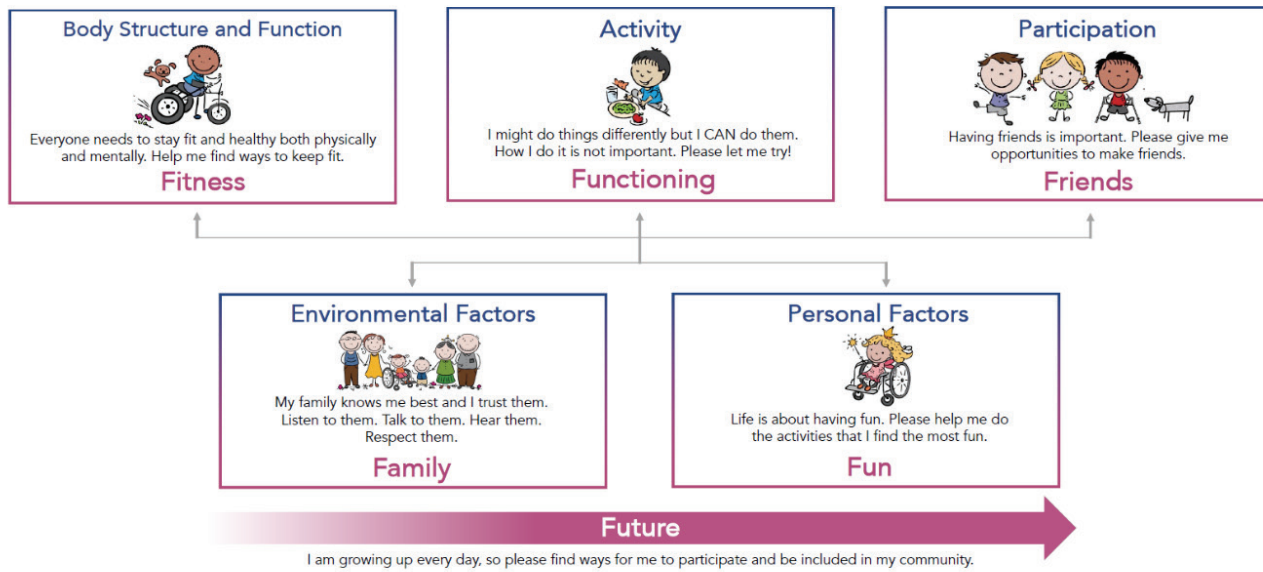 Body Structure and Function
Everyone needs to stay fit and healthy both physically
and mentally. Help me find ways to keep fit.
Fitness
Activity
I might do things differently but I CAN do them.
How I do it is not important. Please let me try!
Functioning
Participation
Having friends is important. Please give me
opportunities to make friends.
Friends
Environmental Factors
My family knows me best and I trust them.
Listen to them. Talk to them. Hear them.
Respect them.
Family
Personal Factors
Life is about having fun. Please help me do
the activities that I find the most fun.
Fun
Future
I am growing up every day, so please find ways for me to participate and be included in my community.